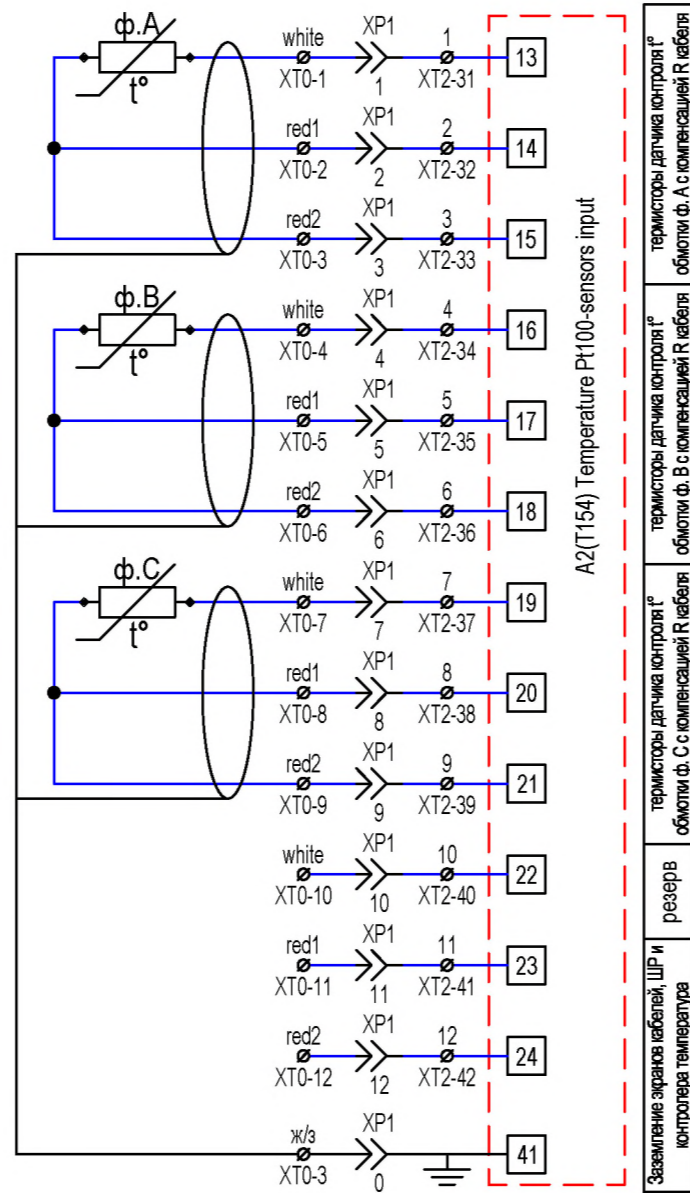 ф.А
t°
white
XT0-1
XP1
1
1
XT2-31
13
red1
XT0-2
XP1
2
2
XT2-32
14
red2
XT0-3
XP1
3
3
XT2-33
15
ф.В
t°
white
XT0-4
XP1
4
4
XT2-34
16
red1
XT0-5
XP1
5
5
XT2-35
17
red2
XT0-6
XP1
6
6
XT2-36
18
ф.С
t°
white
XT0-7
XP1
7
7
XT2-37
19
red1
XT0-8
XP1
8
8
XT2-38
20
red2
XT0-9
XP1
9
9
XT2-39
21
white
XT0-10
XP1
10
10
XT2-40
22
red1
XT0-11
XP1
11
11
XT2-41
23
red2
XT0-12
XP1
12
12
XT2-42
24
ж/з
XT0-3
XP1
0
41
A2(T154) Temperature Pt100-sensors input
термисторы датчика контроля t°
обмотки ф. А с компенсацией R кабеля
термисторы датчика контроля t°
обмотки ф. В с компенсацией R кабеля
термисторы датчика контроля t°
обмотки ф. С с компенсацией R кабеля
резерв
Заземление экранов кабелей, ШР и
контролера температура